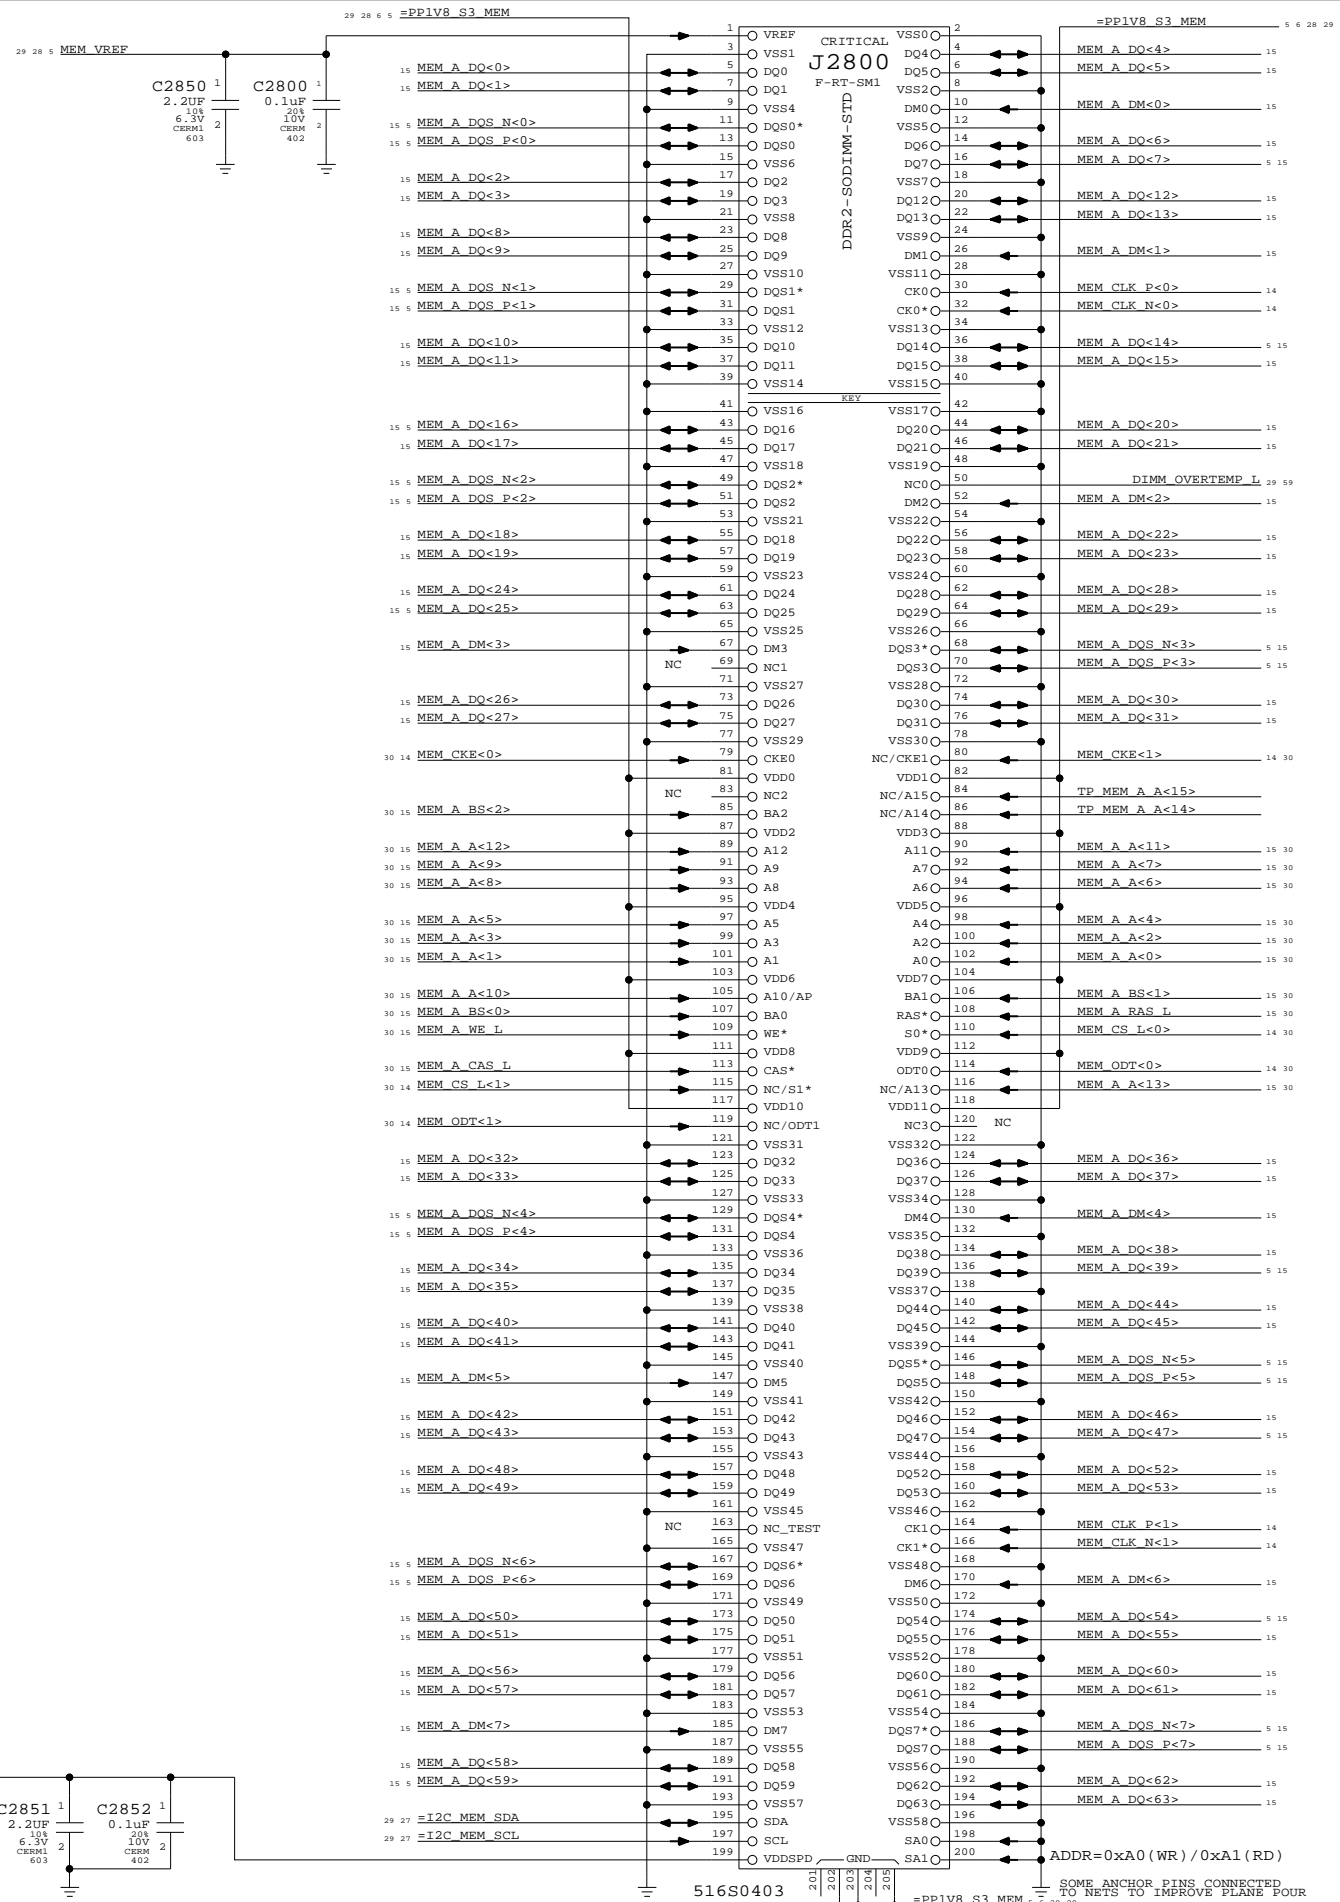 29 28 6 5 =PP1V8_S3_MEM
=PP1V8_S3_MEM 5 6 28 29
29 28 5 MEM_VREF
C2850 1
2.2UF
10%
6.3V
CERM1
603
2
C2800 1
0.1uF
20%
10V
CERM
402
2
CRITICAL
J2800
F-RT-SM1
DDR2-SODIMM-STD
1 VREF VSS0 2
3 VSS1 DQ4 4 MEM_A_DQ<4> 15
15 MEM_A_DQ<0> 5 DQ0 DQ5 6 MEM_A_DQ<5> 15
15 MEM_A_DQ<1> 7 DQ1 VSS2 8
9 VSS4 DM0 10 MEM_A_DM<0> 15
15 5 MEM_A_DQS_N<0> 11 DQS0* VSS5 12
15 5 MEM_A_DQS_P<0> 13 DQS0 DQ6 14 MEM_A_DQ<6> 15
15 VSS6 DQ7 16 MEM_A_DQ<7> 5 15
15 MEM_A_DQ<2> 17 DQ2 VSS7 18
15 MEM_A_DQ<3> 19 DQ3 DQ12 20 MEM_A_DQ<12> 15
21 VSS8 DQ13 22 MEM_A_DQ<13> 15
15 MEM_A_DQ<8> 23 DQ8 VSS9 24
15 MEM_A_DQ<9> 25 DQ9 DM1 26 MEM_A_DM<1> 15
27 VSS10 VSS11 28
15 5 MEM_A_DQS_N<1> 29 DQS1* CK0 30 MEM_CLK_P<0> 14
15 5 MEM_A_DQS_P<1> 31 DQS1 CK0* 32 MEM_CLK_N<0> 14
33 VSS12 VSS13 34
15 MEM_A_DQ<10> 35 DQ10 DQ14 36 MEM_A_DQ<14> 5 15
15 MEM_A_DQ<11> 37 DQ11 DQ15 38 MEM_A_DQ<15> 15
39 VSS14 VSS15 40
KEY
41 VSS16 VSS17 42
15 5 MEM_A_DQ<16> 43 DQ16 DQ20 44 MEM_A_DQ<20> 15
15 MEM_A_DQ<17> 45 DQ17 DQ21 46 MEM_A_DQ<21> 15
47 VSS18 VSS19 48
15 5 MEM_A_DQS_N<2> 49 DQS2* NC0 50 DIMM_OVERTEMP_L 29 59
15 5 MEM_A_DQS_P<2> 51 DQS2 DM2 52 MEM_A_DM<2> 15
53 VSS21 VSS22 54
15 MEM_A_DQ<18> 55 DQ18 DQ22 56 MEM_A_DQ<22> 15
15 MEM_A_DQ<19> 57 DQ19 DQ23 58 MEM_A_DQ<23> 15
59 VSS23 VSS24 60
15 MEM_A_DQ<24> 61 DQ24 DQ28 62 MEM_A_DQ<28> 15
15 5 MEM_A_DQ<25> 63 DQ25 DQ29 64 MEM_A_DQ<29> 15
65 VSS25 VSS26 66
15 MEM_A_DM<3> 67 DM3 DQS3* 68 MEM_A_DQS_N<3> 5 15
NC 69 NC1 DQS3 70 MEM_A_DQS_P<3> 5 15
71 VSS27 VSS28 72
15 MEM_A_DQ<26> 73 DQ26 DQ30 74 MEM_A_DQ<30> 15
15 MEM_A_DQ<27> 75 DQ27 DQ31 76 MEM_A_DQ<31> 15
77 VSS29 VSS30 78
30 14 MEM_CKE<0> 79 CKE0 NC/CKE1 80 MEM_CKE<1> 14 30
81 VDD0 VDD1 82
NC 83 NC2 NC/A15 84 TP_MEM_A_A<15>
30 15 MEM_A_BS<2> 85 BA2 NC/A14 86 TP_MEM_A_A<14>
87 VDD2 VDD3 88
30 15 MEM_A_A<12> 89 A12 A11 90 MEM_A_A<11> 15 30
30 15 MEM_A_A<9> 91 A9 A7 92 MEM_A_A<7> 15 30
30 15 MEM_A_A<8> 93 A8 A6 94 MEM_A_A<6> 15 30
95 VDD4 VDD5 96
30 15 MEM_A_A<5> 97 A5 A4 98 MEM_A_A<4> 15 30
30 15 MEM_A_A<3> 99 A3 A2 100 MEM_A_A<2> 15 30
30 15 MEM_A_A<1> 101 A1 A0 102 MEM_A_A<0> 15 30
103 VDD6 VDD7 104
30 15 MEM_A_A<10> 105 A10/AP BA1 106 MEM_A_BS<1> 15 30
30 15 MEM_A_BS<0> 107 BA0 RAS* 108 MEM_A_RAS_L 15 30
30 15 MEM_A_WE_L 109 WE* S0* 110 MEM_CS_L<0> 14 30
111 VDD8 VDD9 112
30 15 MEM_A_CAS_L 113 CAS* ODT0 114 MEM_ODT<0> 14 30
30 14 MEM_CS_L<1> 115 NC/S1* NC/A13 116 MEM_A_A<13> 15 30
117 VDD10 VDD11 118
30 14 MEM_ODT<1> 119 NC/ODT1 NC3 120 NC
121 VSS31 VSS32 122
15 MEM_A_DQ<32> 123 DQ32 DQ36 124 MEM_A_DQ<36> 15
15 MEM_A_DQ<33> 125 DQ33 DQ37 126 MEM_A_DQ<37> 15
127 VSS33 VSS34 128
15 5 MEM_A_DQS_N<4> 129 DQS4* DM4 130 MEM_A_DM<4> 15
15 5 MEM_A_DQS_P<4> 131 DQS4 VSS35 132
133 VSS36 DQ38 134 MEM_A_DQ<38> 15
15 MEM_A_DQ<34> 135 DQ34 DQ39 136 MEM_A_DQ<39> 5 15
15 MEM_A_DQ<35> 137 DQ35 VSS37 138
139 VSS38 DQ44 140 MEM_A_DQ<44> 15
15 MEM_A_DQ<40> 141 DQ40 DQ45 142 MEM_A_DQ<45> 15
15 MEM_A_DQ<41> 143 DQ41 VSS39 144
145 VSS40 DQS5* 146 MEM_A_DQS_N<5> 5 15
15 MEM_A_DM<5> 147 DM5 DQS5 148 MEM_A_DQS_P<5> 5 15
149 VSS41 VSS42 150
15 MEM_A_DQ<42> 151 DQ42 DQ46 152 MEM_A_DQ<46> 15
15 MEM_A_DQ<43> 153 DQ43 DQ47 154 MEM_A_DQ<47> 5 15
155 VSS43 VSS44 156
15 MEM_A_DQ<48> 157 DQ48 DQ52 158 MEM_A_DQ<52> 15
15 MEM_A_DQ<49> 159 DQ49 DQ53 160 MEM_A_DQ<53> 15
161 VSS45 VSS46 162
NC 163 NC_TEST CK1 164 MEM_CLK_P<1> 14
165 VSS47 CK1* 166 MEM_CLK_N<1> 14
15 5 MEM_A_DQS_N<6> 167 DQS6* VSS48 168
15 5 MEM_A_DQS_P<6> 169 DQS6 DM6 170 MEM_A_DM<6> 15
171 VSS49 VSS50 172
15 MEM_A_DQ<50> 173 DQ50 DQ54 174 MEM_A_DQ<54> 5 15
15 MEM_A_DQ<51> 175 DQ51 DQ55 176 MEM_A_DQ<55> 15
177 VSS51 VSS52 178
15 MEM_A_DQ<56> 179 DQ56 DQ60 180 MEM_A_DQ<60> 15
15 MEM_A_DQ<57> 181 DQ57 DQ61 182 MEM_A_DQ<61> 15
183 VSS53 VSS54 184
15 MEM_A_DM<7> 185 DM7 DQS7* 186 MEM_A_DQS_N<7> 5 15
187 VSS55 DQS7 188 MEM_A_DQS_P<7> 5 15
15 MEM_A_DQ<58> 189 DQ58 VSS56 190
15 5 MEM_A_DQ<59> 191 DQ59 DQ62 192 MEM_A_DQ<62> 15
193 VSS57 DQ63 194 MEM_A_DQ<63> 15
29 27 =I2C_MEM_SDA 195 SDA VSS58 196
29 27 =I2C_MEM_SCL 197 SCL SA0 198
199 VDDSPD GND SA1 200
C2851 1
2.2UF
10%
6.3V
CERM1
603
2
C2852 1
0.1uF
20%
10V
CERM
402
2
ADDR=0xA0(WR)/0xA1(RD)
201 202 203 204 205
516S0403
=PP1V8_S3_MEM
SOME ANCHOR PINS CONNECTED
TO NETS TO IMPROVE PLANE POUR